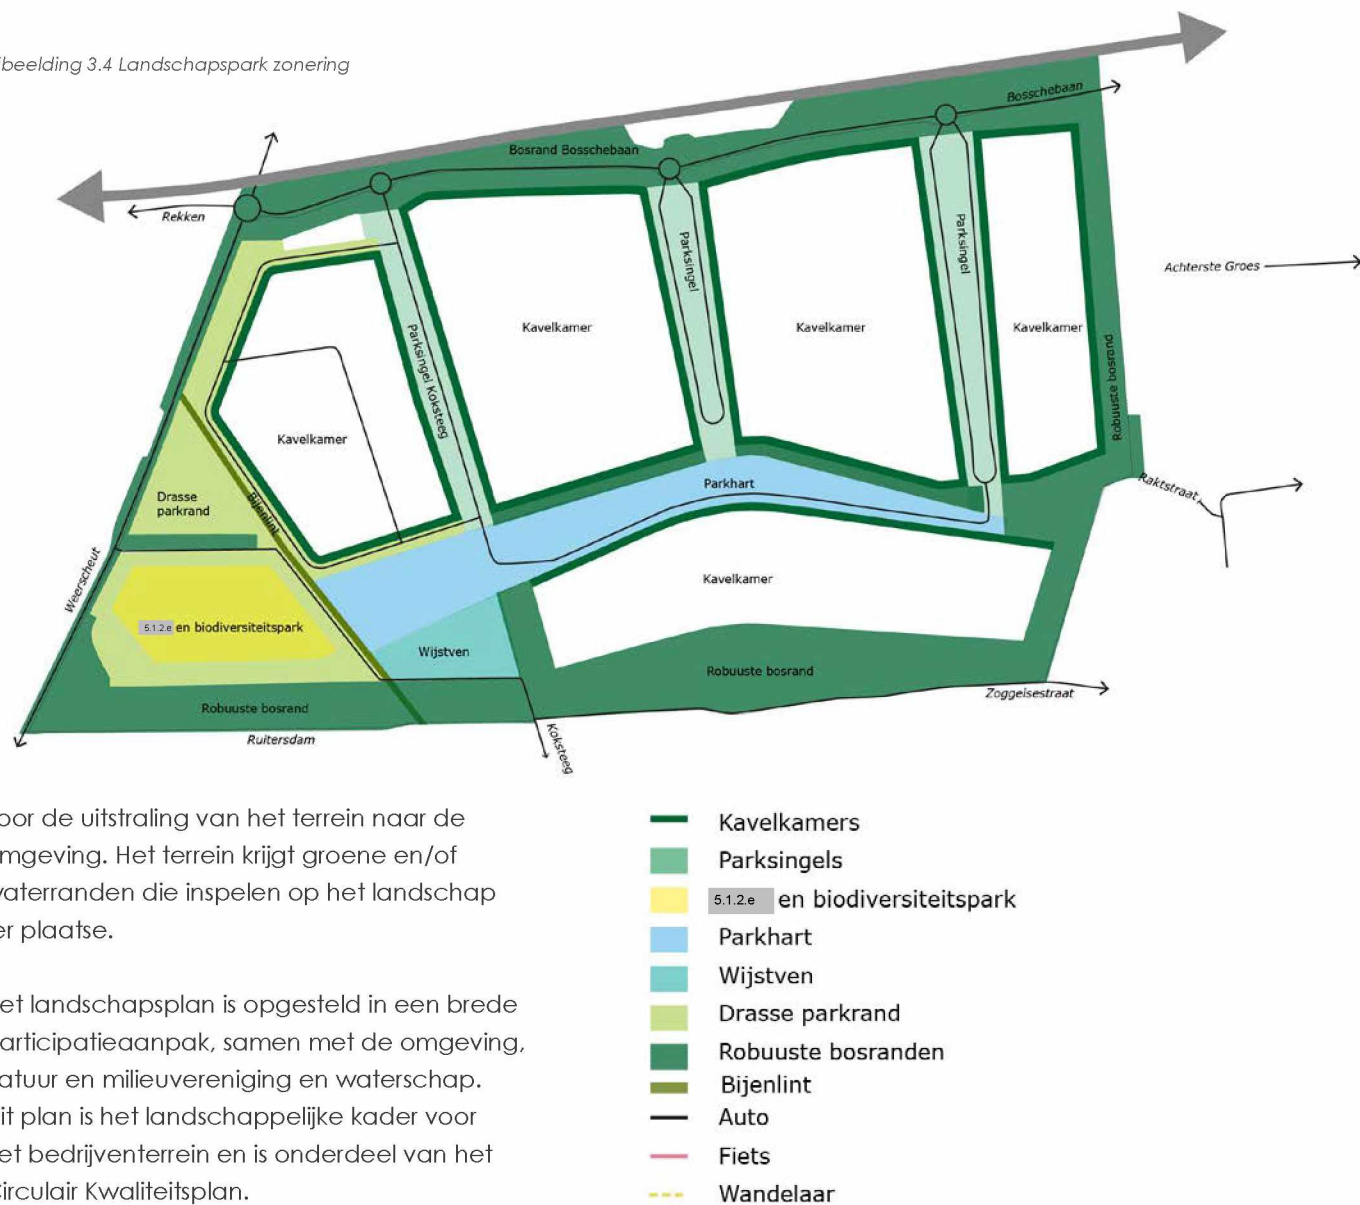 beelding 3.4 Landschapspark zonering
Bosschebaan
Bosrand Bosschebaan
Rekken
Parksingel
Parksingel
Achterste Groes
Kavelkamer
Kavelkamer
Kavelkamer
Parksingel Koksteeg
Robuuste bosrand
Kavelkamer
Parkhart
Raktstraat
Drasse
parkrand
Bijenlint
Kavelkamer
Weerscheut
5.1.2.e en biodiversiteitspark
Wijstven
Robuuste bosrand
Zoggelsestraat
Robuuste bosrand
Ruitersdam
Koksteeg
oor de uitstraling van het terrein naar de
mgeving. Het terrein krijgt groene en/of
vaterranden die inspelen op het landschap
er plaatse.
et landschapsplan is opgesteld in een brede
articipatieaanpak, samen met de omgeving,
atuur en milieuvereniging en waterschap.
it plan is het landschappelijke kader voor
et bedrijventerrein en is onderdeel van het
Circulair Kwaliteitsplan.
Kavelkamers
Parksingels
5.1.2.e en biodiversiteitspark
Parkhart
Wijstven
Drasse parkrand
Robuuste bosranden
Bijenlint
Auto
Fiets
Wandelaar